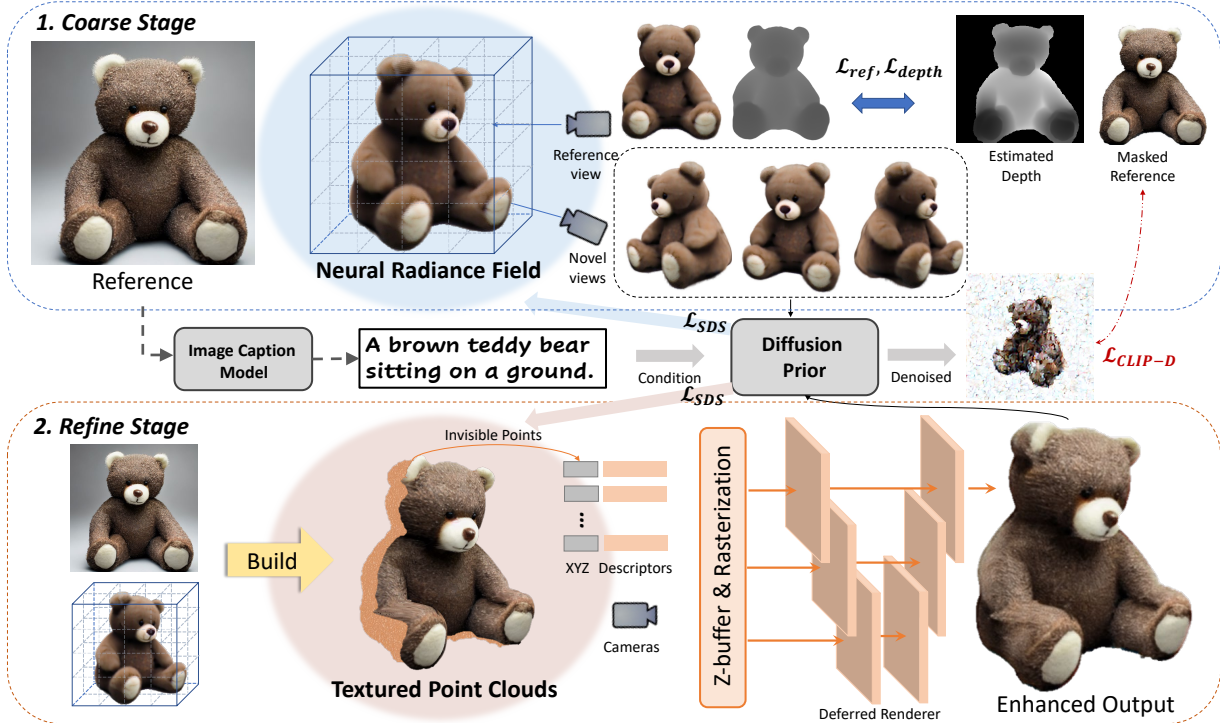 1. Coarse Stage
Reference
Neural Radiance Field
Reference
view
Novel
views
ℒref, ℒdepth
Estimated
Depth
Masked
Reference
Image Caption
Model
A brown teddy bear
sitting on a ground.
Condition
ℒSDS
Diffusion
Prior
ℒSDS
Denoised
ℒCLIP−D
2. Refine Stage
Build
Invisible Points
...
XYZ
Descriptors
Cameras
Textured Point Clouds
Z-buffer & Rasterization
Deferred Renderer
Enhanced Output